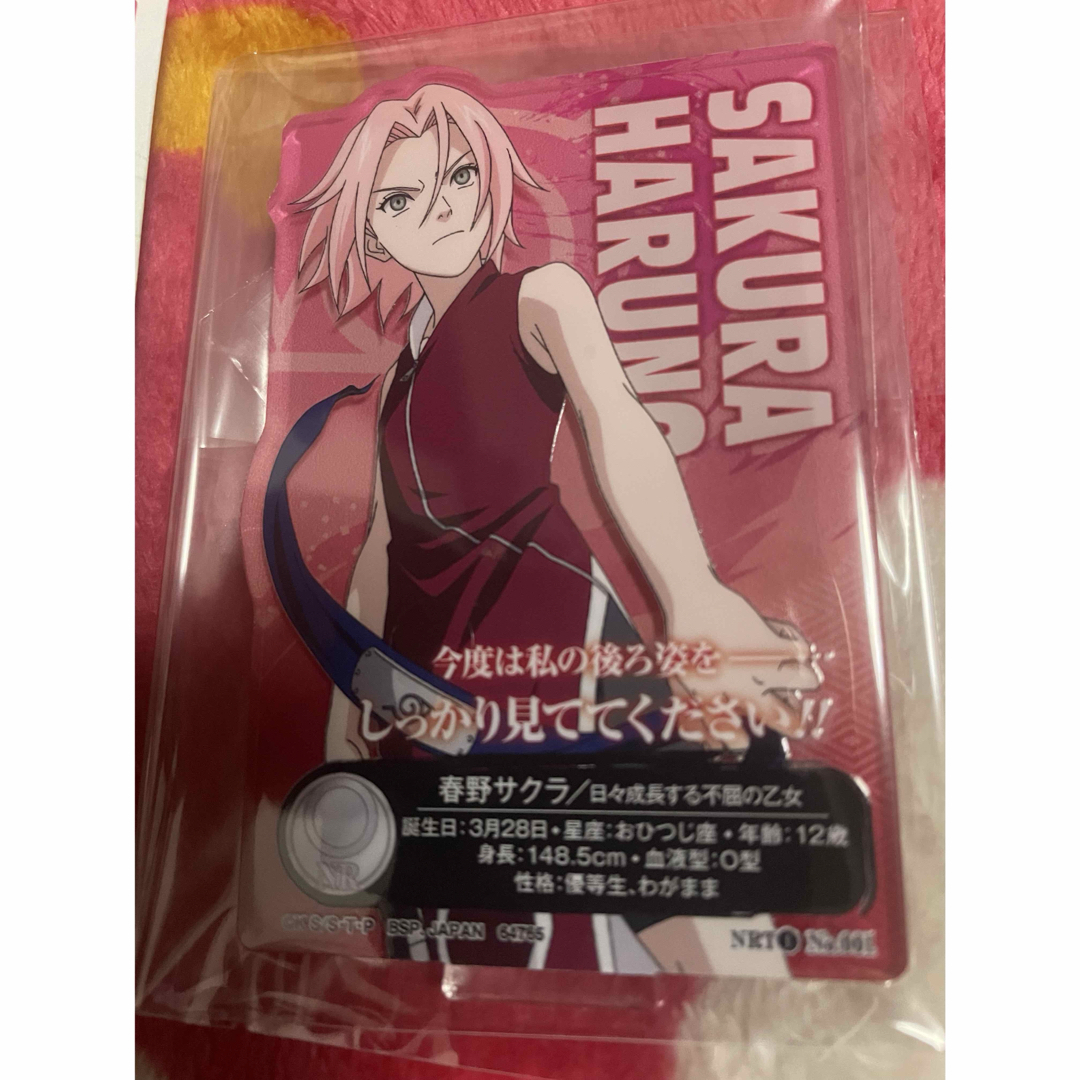 SAKURA
HARUNO
今度は私の後ろ姿を――…
しっかり見ててください!!
春野サクラ/日々成長する不屈の乙女
誕生日:3月28日・星座:おひつじ座・年齢:12歳
身長:148.5cm・血液型:O型
性格:優等生、わがまま
NR
©K S/S・T・P BSP. JAPAN 64765
NRT❶ No.001